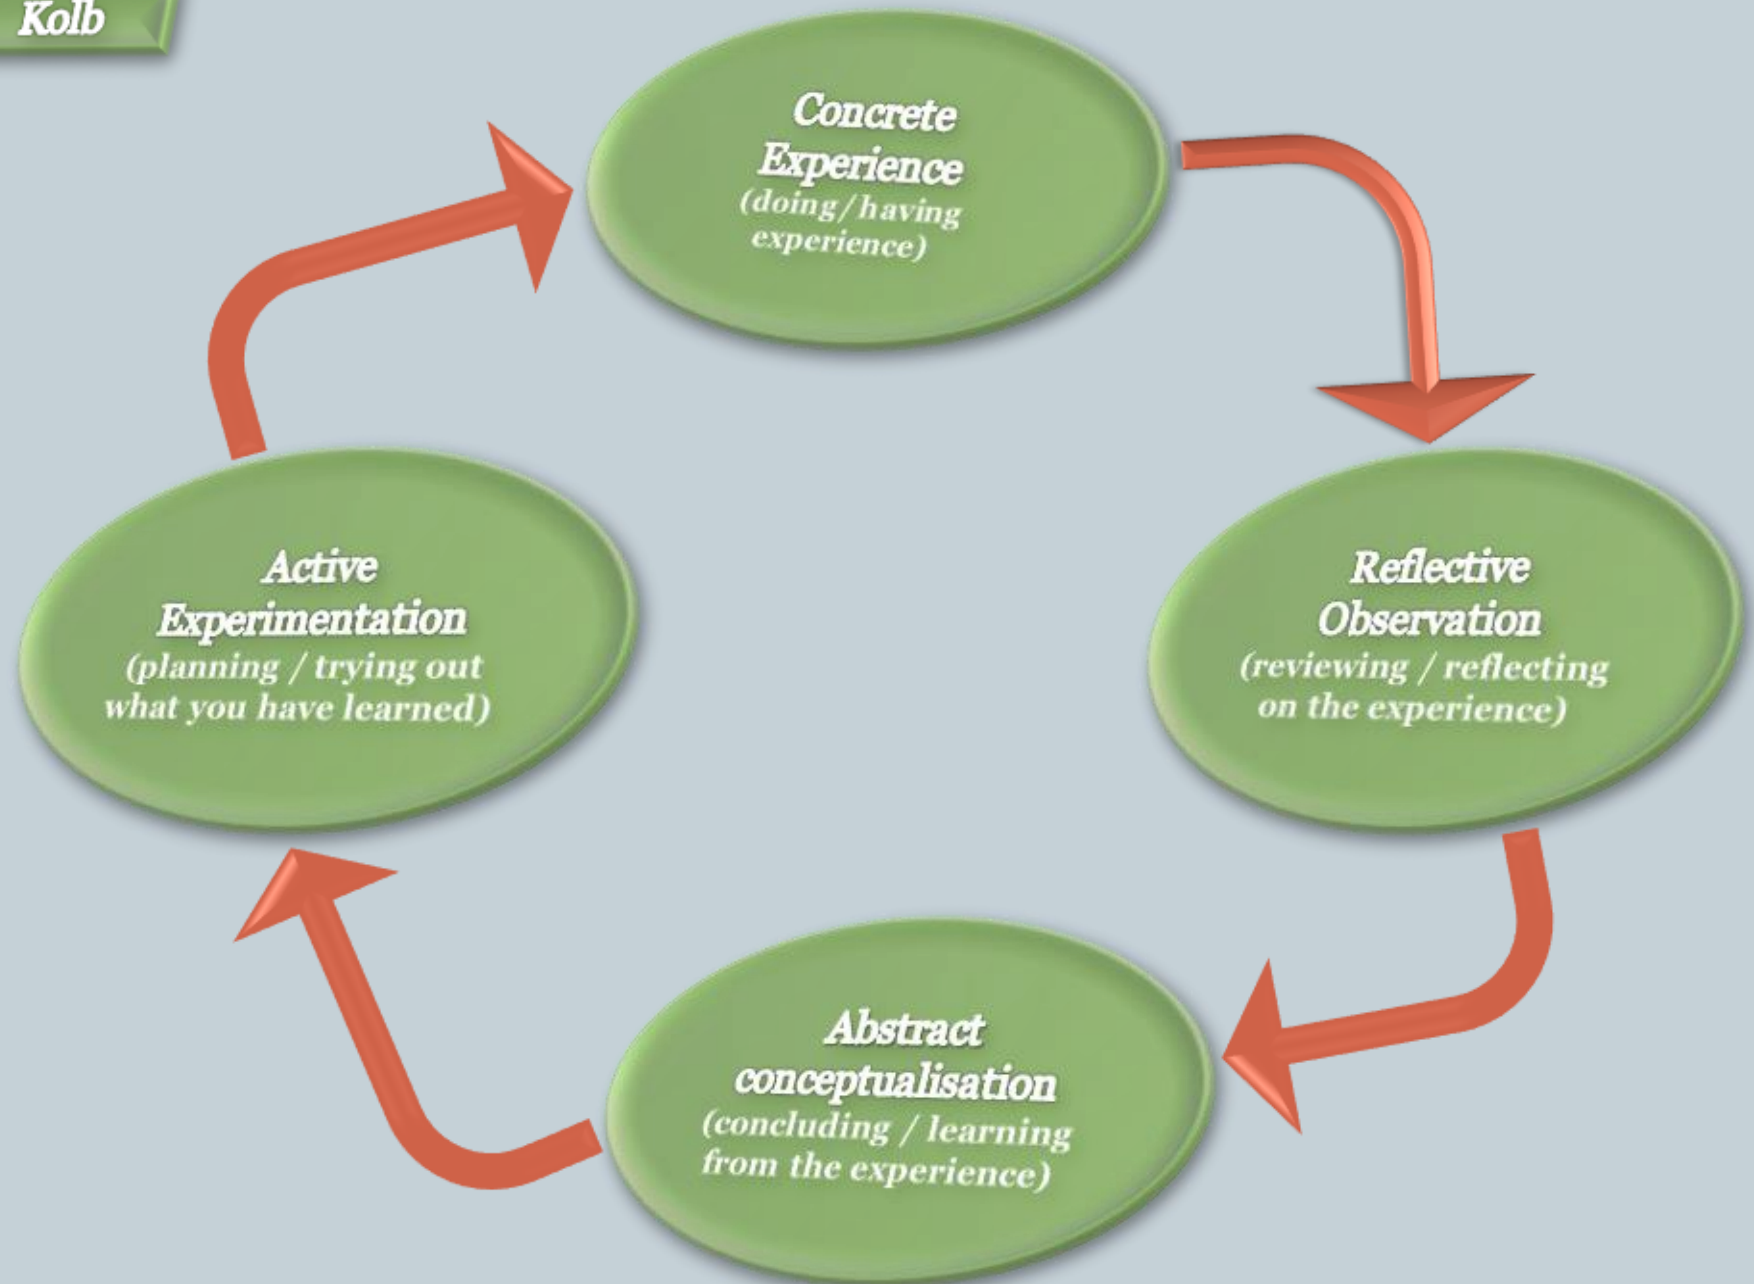 Kolb
Concrete
Experience
(doing/having
experience)
Reflective
Observation
(reviewing / reflecting
on the experience)
Abstract
conceptualisation
(concluding / learning
from the experience)
Active
Experimentation
(planning / trying out
what you have learned)